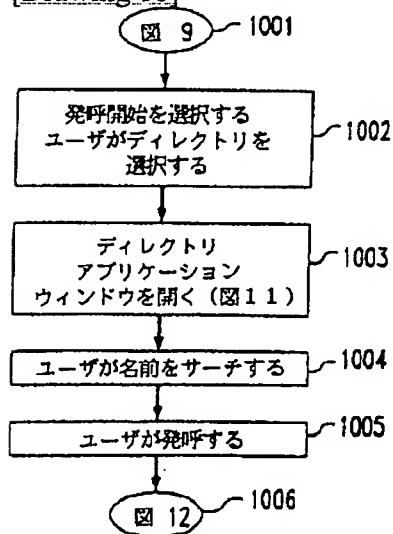 図 9
1001
発呼開始を選択する
ユーザがディレクトリを
選択する
1002
ディレクトリ
アプリケーション
ウィンドウを開く(図11)
1003
ユーザが名前をサーチする
1004
ユーザが発呼する
1005
図 12
1006